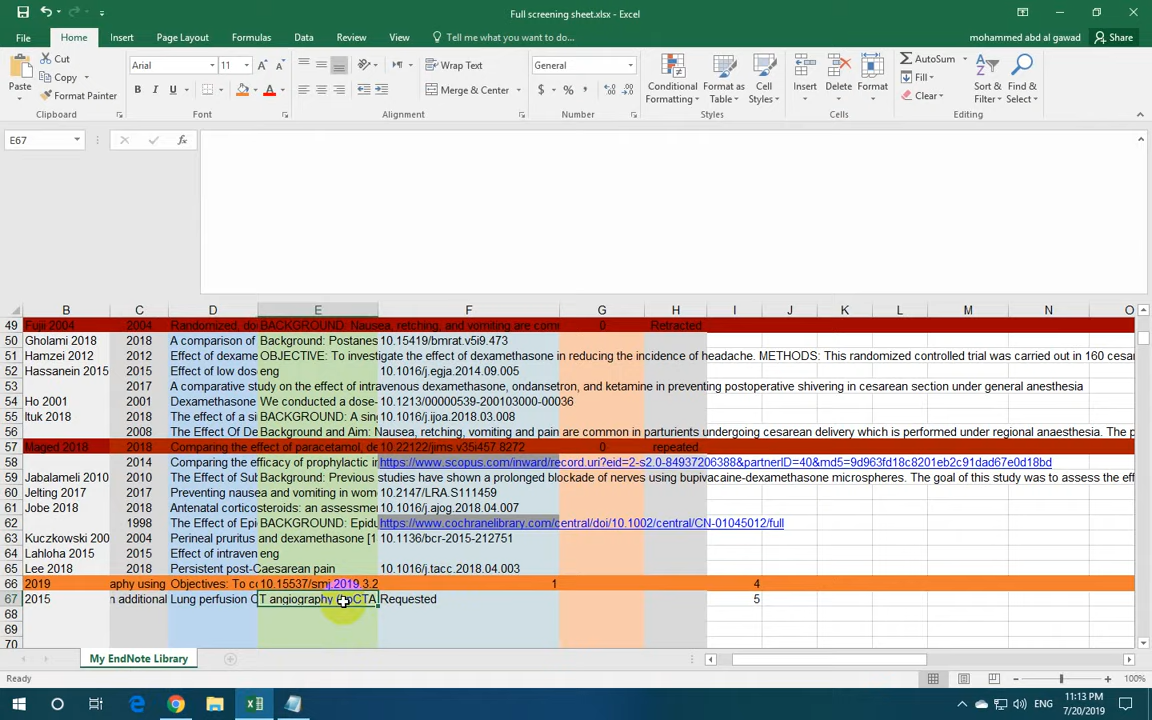 Full screening sheet.xlsx - Excel
File Home Insert Page Layout Formulas Data Review View Tell me what you want to do... mohammed abd al gawad Share
Cut
Copy
Format Painter
Paste
Clipboard
Arial 11
B I U
Font
Wrap Text
Merge & Center
Alignment
General
$ % ,
Number
Conditional Formatting
Format as Table
Cell Styles
Styles
Insert Delete Format
Cells
AutoSum
Fill
Clear
Sort & Filter
Find & Select
Editing
E67
B C D E F G H I J K L M N O
49 Fujii 2004 2004 Randomized, do BACKGROUND: Nausea, retching, and vomiting are com 0 Retracted
50 Gholami 2018 2018 A comparison of Background: Postanes 10.15419/bmrat.v5i9.473
51 Hamzei 2012 2012 Effect of dexame OBJECTIVE: To investigate the effect of dexamethasone in reducing the incidence of headache. METHODS: This randomized controlled trial was carried out in 160 cesar
52 Hassanein 2015 2015 Effect of low dos eng 10.1016/j.egja.2014.09.005
53 2017 A comparative study on the effect of intravenous dexamethasone, ondansetron, and ketamine in preventing postoperative shivering in cesarean section under general anesthesia
54 Ho 2001 2001 Dexamethasone We conducted a dose- 10.1213/00000539-200103000-00036
55 Ituk 2018 2018 The effect of a si BACKGROUND: A sing 10.1016/j.ijoa.2018.03.008
56 2008 The Effect Of De Background and Aim: Nausea, retching, vomiting and pain are common in parturients undergoing cesarean delivery which is performed under regional anaesthesia. The p
57 Maged 2018 2018 Comparing the effect of paracetamol, de 10.22122/jims.v35i457.8272 0 repeated.
58 2014 Comparing the efficacy of prophylactic ir https://www.scopus.com/inward/record.uri?eid=2-s2.0-84937206388&partnerID=40&md5=9d963fd18c8201eb2c91dad67e0d18bd
59 Jabalameli 2010 2010 The Effect of Sul Background: Previous studies have shown a prolonged blockade of nerves using bupivacaine-dexamethasone microspheres. The goal of this study was to assess the eff
60 Jelting 2017 2017 Preventing nausea and vomiting in wom 10.2147/LRA.S111459
61 Jobe 2018 2018 Antenatal corticosteroids: an assessmen 10.1016/j.ajog.2018.04.007
62 1998 The Effect of Epi BACKGROUND: Epidu https://www.cochranelibrary.com/central/doi/10.1002/central/CN-01045012/full
63 Kuczkowski 200 2004 Perineal pruritus and dexamethasone [1 10.1136/bcr-2015-212751
64 Lahloha 2015 2015 Effect of intraven eng
65 Lee 2018 2018 Persistent post-Caesarean pain 10.1016/j.tacc.2018.04.003
66 2019 aphy using Objectives: To co 10.15537/smj.2019.3.2 1 4
67 2015 n additional Lung perfusion C T angiography Requested 5
68
69
70
My EndNote Library
Ready 100%
ENG 11:13 PM 7/20/2019